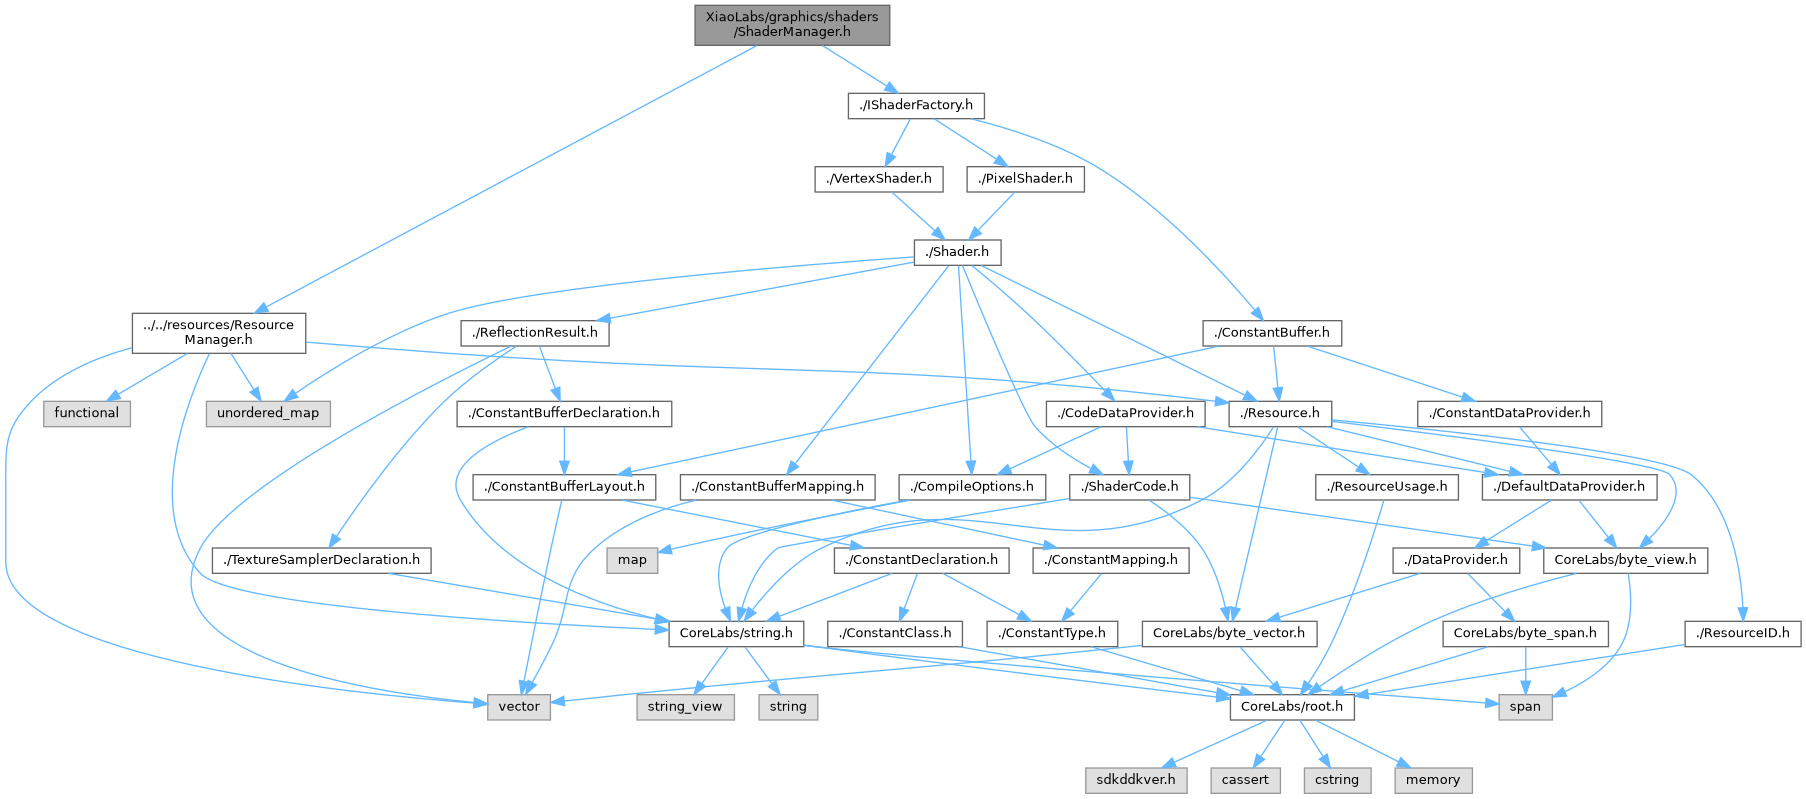 XiaoLabs/graphics/shaders
/ShaderManager.h
./IShaderFactory.h
./VertexShader.h
./PixelShader.h
./Shader.h
../../resources/Resource
Manager.h
./ReflectionResult.h
./ConstantBuffer.h
functional
unordered_map
./ConstantBufferDeclaration.h
./CodeDataProvider.h
./Resource.h
./ConstantDataProvider.h
./ConstantBufferLayout.h
./ConstantBufferMapping.h
./CompileOptions.h
./ShaderCode.h
./ResourceUsage.h
./DefaultDataProvider.h
./TextureSamplerDeclaration.h
map
./ConstantDeclaration.h
./ConstantMapping.h
./DataProvider.h
CoreLabs/byte_view.h
CoreLabs/string.h
./ConstantClass.h
./ConstantType.h
CoreLabs/byte_vector.h
CoreLabs/byte_span.h
./ResourceID.h
vector
string_view
string
CoreLabs/root.h
span
sdkddkver.h
cassert
cstring
memory